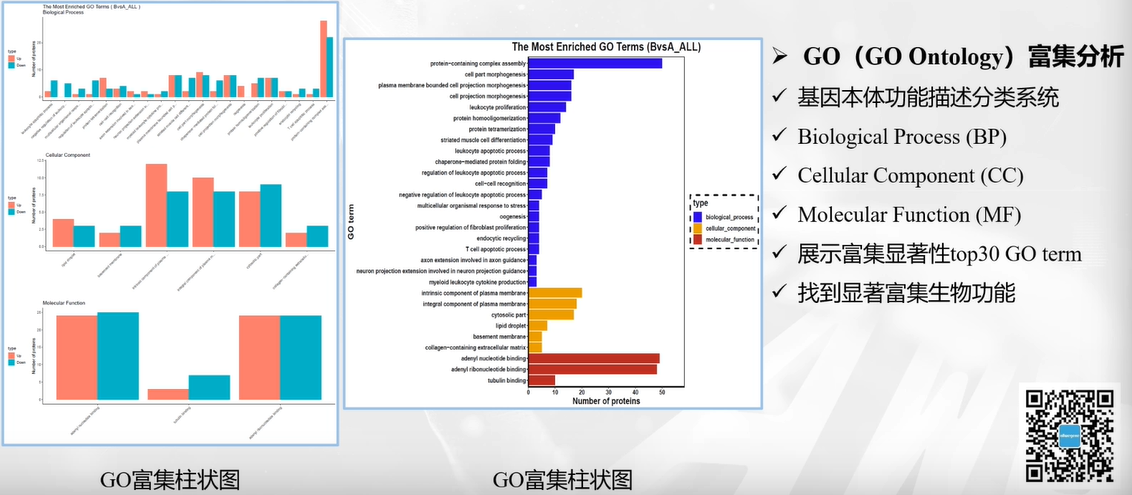 The Most Enriched GO Terms ( BvsA_ALL )
Biological Process
type
Up
Down
Number of proteins
Cellular Component
type
Up
Down
Number of proteins
Molecular Function
type
Up
Down
Number of proteins
GO富集柱状图
The Most Enriched GO Terms (BvsA_ALL)
GO term
protein-containing complex assembly
cell part morphogenesis
plasma membrane bounded cell projection morphogenesis
cell projection morphogenesis
leukocyte proliferation
protein homooligomerization
protein tetramerization
striated muscle cell differentiation
leukocyte apoptotic process
chaperone-mediated protein folding
regulation of leukocyte apoptotic process
cell-cell recognition
negative regulation of leukocyte apoptotic process
multicellular organismal response to stress
oogenesis
positive regulation of fibroblast proliferation
endocytic recycling
T cell apoptotic process
axon extension involved in axon guidance
neuron projection extension involved in neuron projection guidance
myeloid leukocyte cytokine production
intrinsic component of plasma membrane
integral component of plasma membrane
cytosolic part
lipid droplet
basement membrane
collagen-containing extracellular matrix
adenyl nucleotide binding
adenyl ribonucleotide binding
tubulin binding
0 10 20 30 40 50
Number of proteins
type
biological_process
cellular_component
molecular_function
GO富集柱状图
➢ GO（GO Ontology）富集分析
✓ 基因本体功能描述分类系统
✓ Biological Process (BP)
✓ Cellular Component (CC)
✓ Molecular Function (MF)
✓ 展示富集显著性top30 GO term
✓ 找到显著富集生物功能